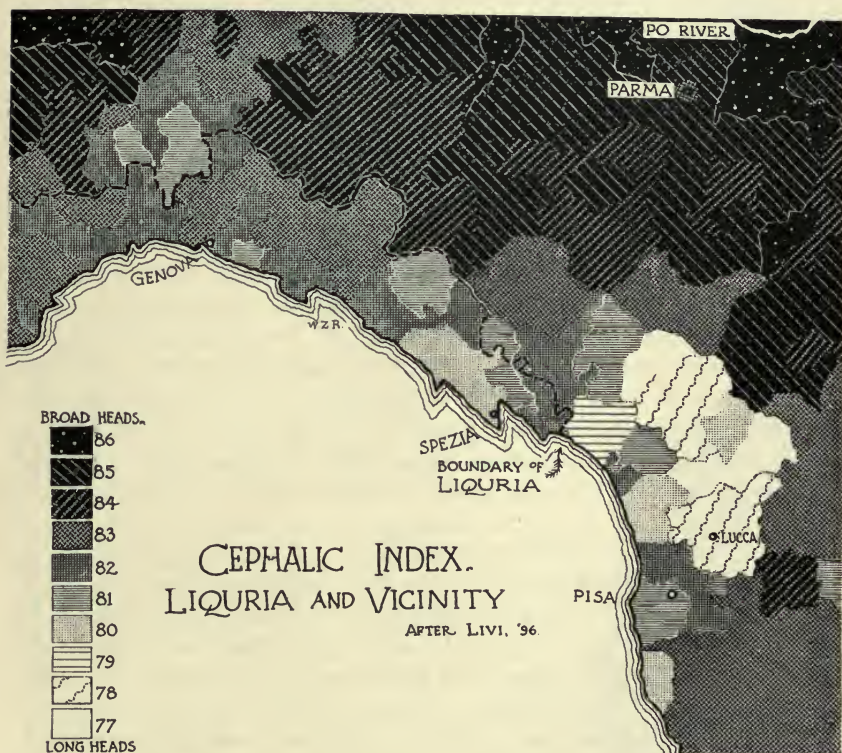 PO RIVER
PARMA
GENOVA
W Z R.
SPEZIA
BOUNDARY OF
LIQURIA
LUCCA
PISA
CEPHALIC INDEX.
LIQURIA AND VICINITY
AFTER LIVI, '96.
BROAD HEADS.
86
85
84
83
82
81
80
79
78
77
LONG HEADS